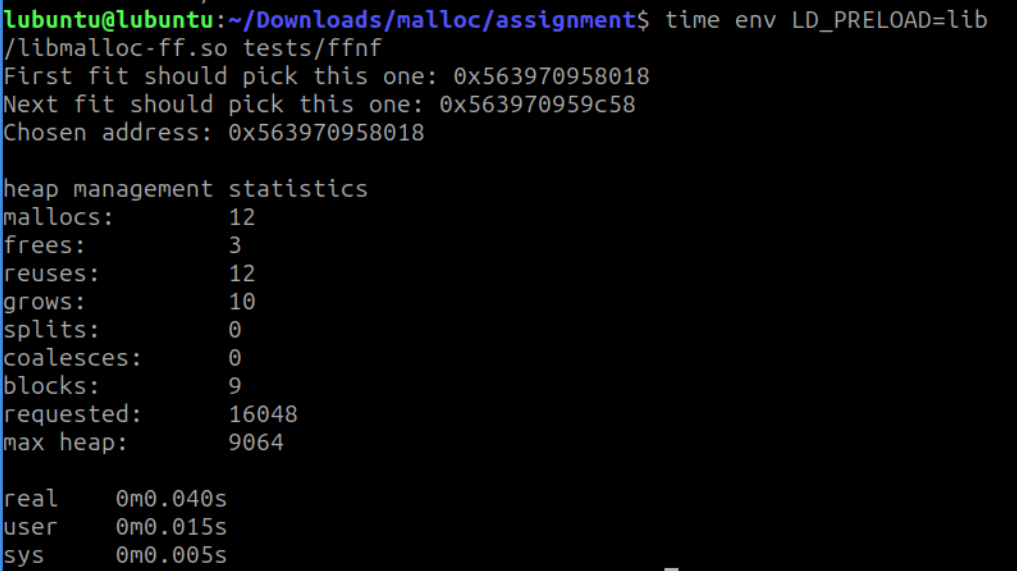 lubuntu@lubuntu:~/Downloads/malloc/assignment$ time env LD_PRELOAD=lib
/libmalloc-ff.so tests/ffnf
First fit should pick this one: 0x563970958018
Next fit should pick this one: 0x563970959c58
Chosen address: 0x563970958018
heap management statistics
mallocs: 12
frees: 3
reuses: 12
grows: 10
splits: 0
coalesces: 0
blocks: 9
requested: 16048
max heap: 9064
real 0m0.040s
user 0m0.015s
sys 0m0.005s